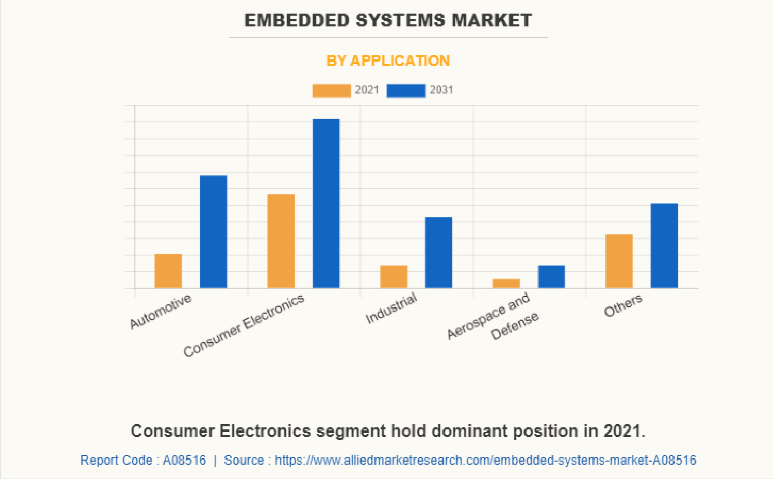 EMBEDDED SYSTEMS MARKET
BY APPLICATION
2021 2031
Automotive
Consumer Electronics
Industrial
Aerospace and
Defense
Others
Consumer Electronics segment hold dominant position in 2021.
Report Code : A08516 | Source : https://www.alliedmarketresearch.com/embedded-systems-market-A08516